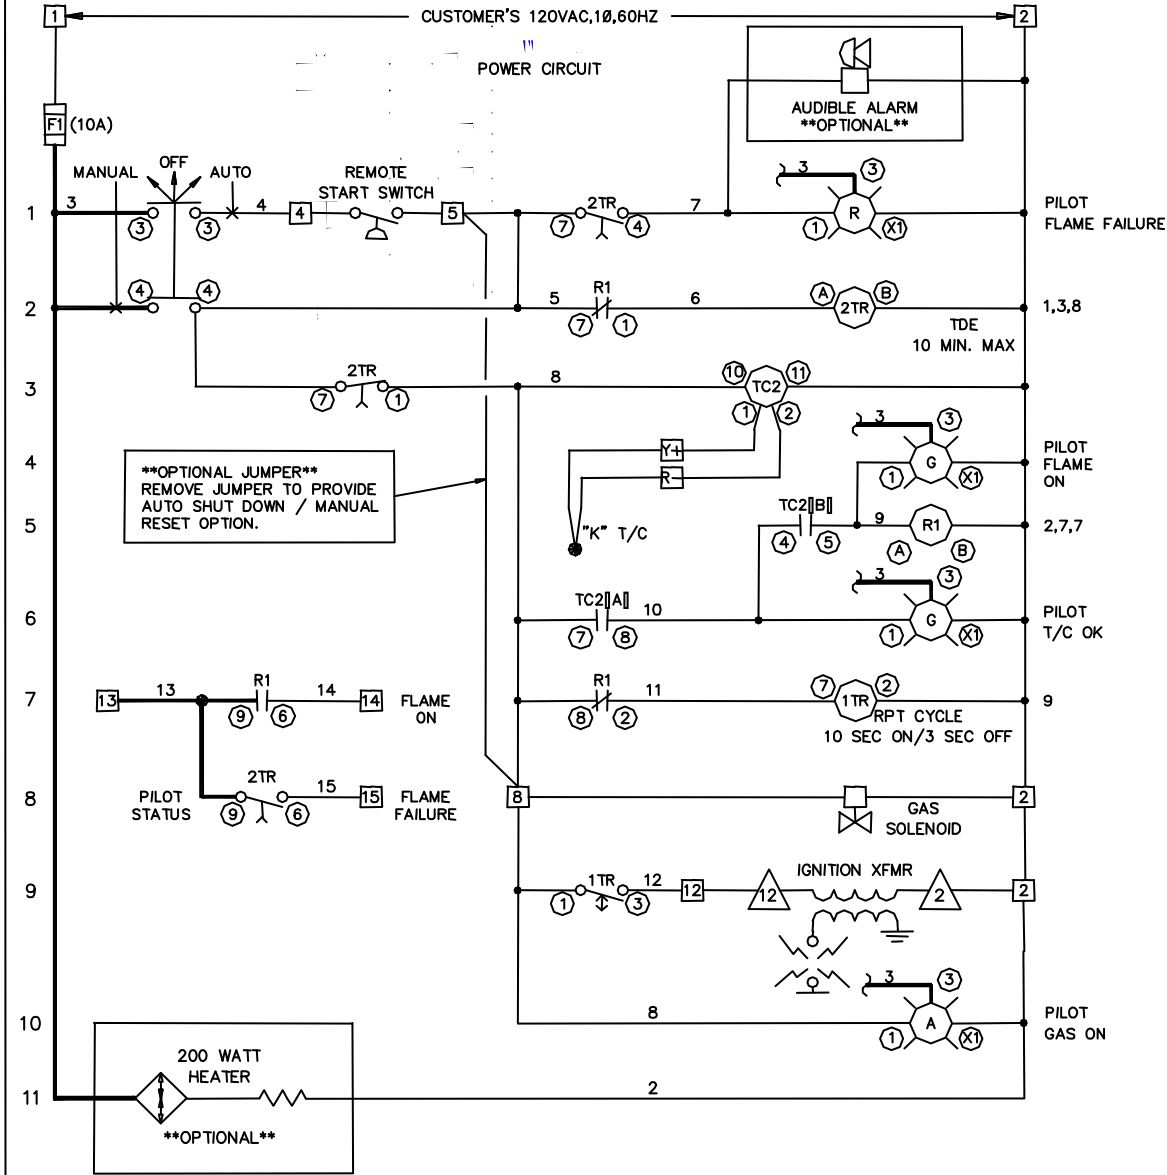 1 CUSTOMER'S 120VAC,1Ø,60HZ 2
POWER CIRCUIT
F1 (10A)
AUDIBLE ALARM
**OPTIONAL**
MANUAL OFF AUTO
REMOTE
START SWITCH
1 3 3 3 4 4 5 2TR 7 4 7 3 3 R 1 X1
PILOT
FLAME FAILURE
2 4 4 5 R1 7 1 6 A 2TR B 1,3,8
TDE
10 MIN. MAX
3 2TR 7 1 8 10 TC2 11
1 2
4 Y+ 3 3 G 1 X1
R-
PILOT
FLAME
ON
**OPTIONAL JUMPER**
REMOVE JUMPER TO PROVIDE
AUTO SHUT DOWN / MANUAL
RESET OPTION.
5 "K" T/C TC2[]B[] 4 5 9 R1 A B 2,7,7
6 TC2[]A[] 7 8 10 3 3 G 1 X1
PILOT
T/C OK
7 13 13 R1 9 6 14 14
FLAME
ON
R1 8 2 11 7 1TR 2 9
RPT CYCLE
10 SEC ON/3 SEC OFF
8 PILOT
STATUS
2TR 9 6 15 15
FLAME
FAILURE
8 2
GAS
SOLENOID
9 1TR 1 3 12 12 12 IGNITION XFMR 2 2
10 8 3 3 A 1 X1
PILOT
GAS ON
200 WATT
HEATER
11 2
**OPTIONAL**